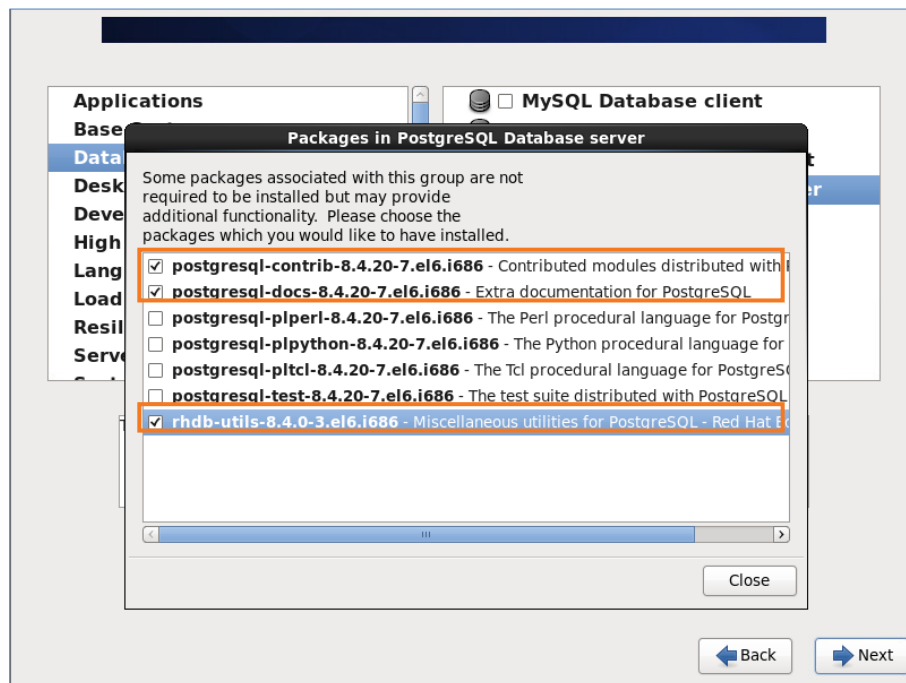 Applications
MySQL Database client
Base
Packages in PostgreSQL Database server
Data
Some packages associated with this group are not
required to be installed but may provide
additional functionality. Please choose the
packages which you would like to have installed.
Desk
Deve
High
Lang
Load
Resil
Serve
postgresql-contrib-8.4.20-7.el6.i686 - Contributed modules distributed with P
postgresql-docs-8.4.20-7.el6.i686 - Extra documentation for PostgreSQL
postgresql-plperl-8.4.20-7.el6.i686 - The Perl procedural language for Postgr
postgresql-plpython-8.4.20-7.el6.i686 - The Python procedural language for
postgresql-pltcl-8.4.20-7.el6.i686 - The Tcl procedural language for PostgreSQ
postgresql-test-8.4.20-7.el6.i686 - The test suite distributed with PostgreSQL
rhdb-utils-8.4.0-3.el6.i686 - Miscellaneous utilities for PostgreSQL - Red Hat Ed
Close
Back
Next